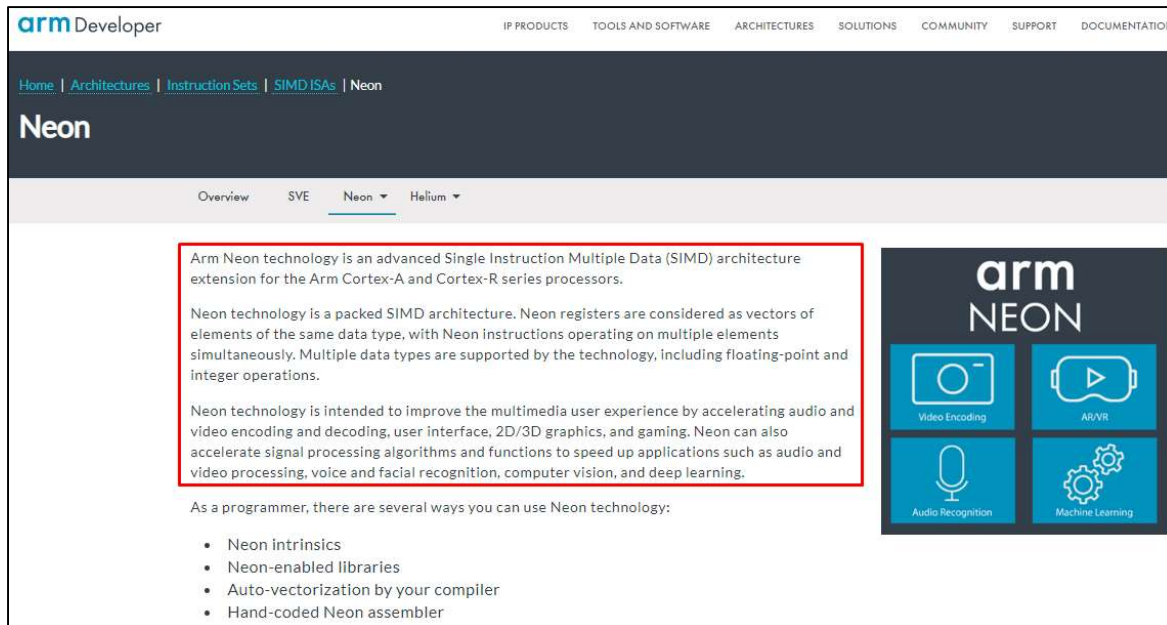 arm Developer
IP PRODUCTS TOOLS AND SOFTWARE ARCHITECTURES SOLUTIONS COMMUNITY SUPPORT DOCUMENTATION
Home | Architectures | Instruction Sets | SIMD ISAs | Neon
Neon
Overview SVE Neon Helium
Arm Neon technology is an advanced Single Instruction Multiple Data (SIMD) architecture
extension for the Arm Cortex-A and Cortex-R series processors.
Neon technology is a packed SIMD architecture. Neon registers are considered as vectors of
elements of the same data type, with Neon instructions operating on multiple elements
simultaneously. Multiple data types are supported by the technology, including floating-point and
integer operations.
Neon technology is intended to improve the multimedia user experience by accelerating audio and
video encoding and decoding, user interface, 2D/3D graphics, and gaming. Neon can also
accelerate signal processing algorithms and functions to speed up applications such as audio and
video processing, voice and facial recognition, computer vision, and deep learning.
As a programmer, there are several ways you can use Neon technology:
• Neon intrinsics
• Neon-enabled libraries
• Auto-vectorization by your compiler
• Hand-coded Neon assembler
arm
NEON
Video Encoding AR/VR
Audio Recognition Machine Learning